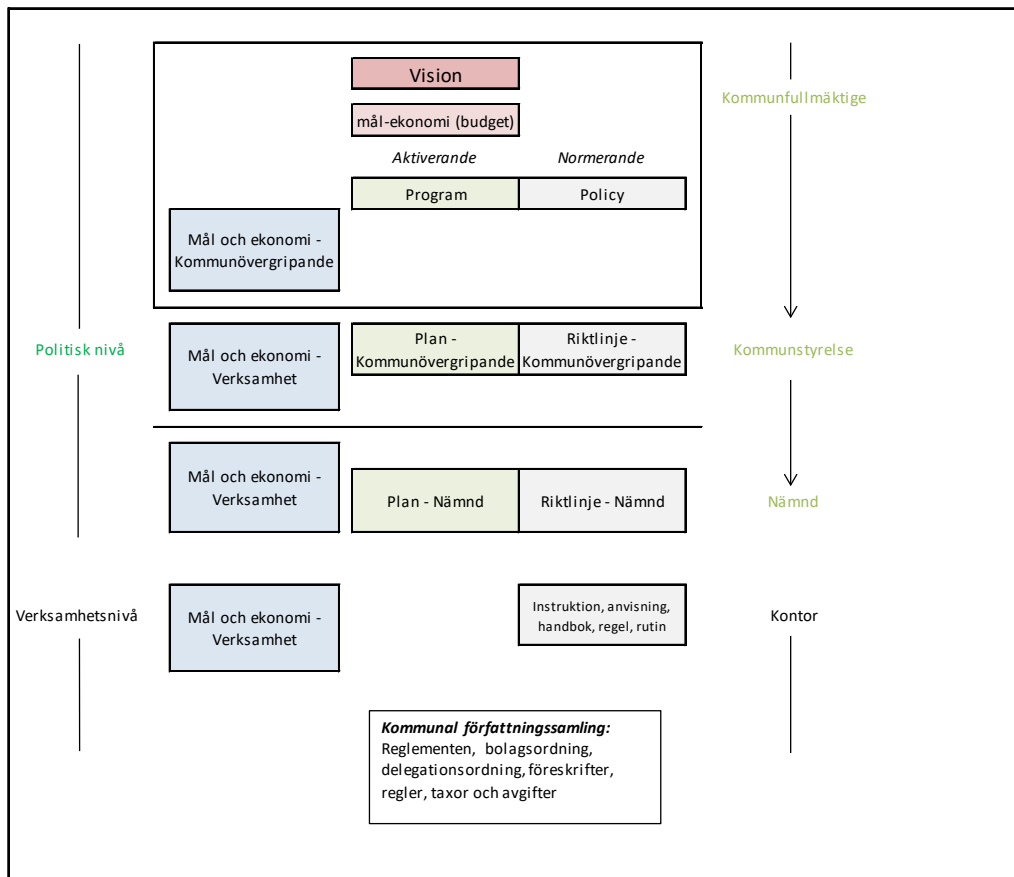 Vision
Kommunfullmäktige
mål-ekonomi (budget)
Aktiverande
Normerande
Program
Policy
Mål och ekonomi -
Kommunövergripande
Politisk nivå
Mål och ekonomi -
Verksamhet
Plan -
Kommunövergripande
Riktlinje -
Kommunövergripande
Kommunstyrelse
Mål och ekonomi -
Verksamhet
Plan - Nämnd
Riktlinje - Nämnd
Nämnd
Verksamhetsnivå
Mål och ekonomi -
Verksamhet
Instruktion, anvisning,
handbok, regel, rutin
Kontor
Kommunal författningssamling:
Reglementen, bolagsordning,
delegationsordning, föreskrifter,
regler, taxor och avgifter